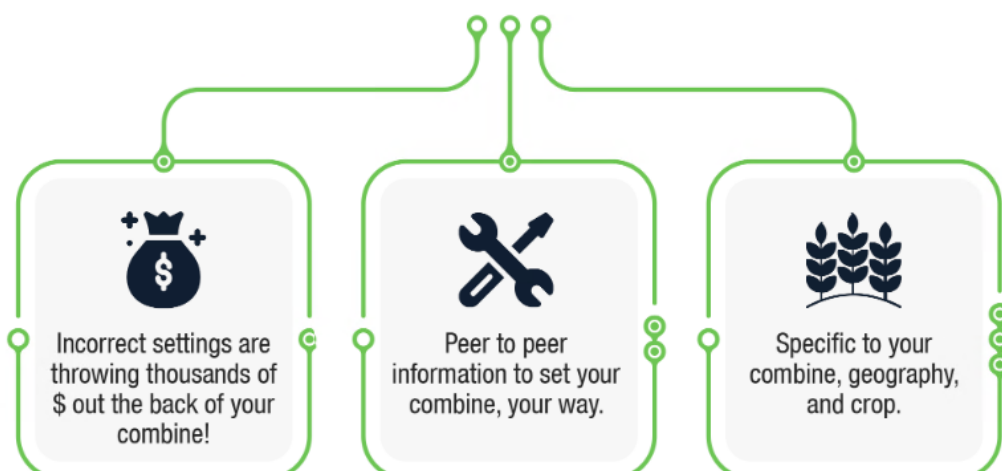 $
Incorrect settings are
throwing thousands of
$ out the back of your
combine!
Peer to peer
information to set your
combine, your way.
Specific to your
combine, geography,
and crop.